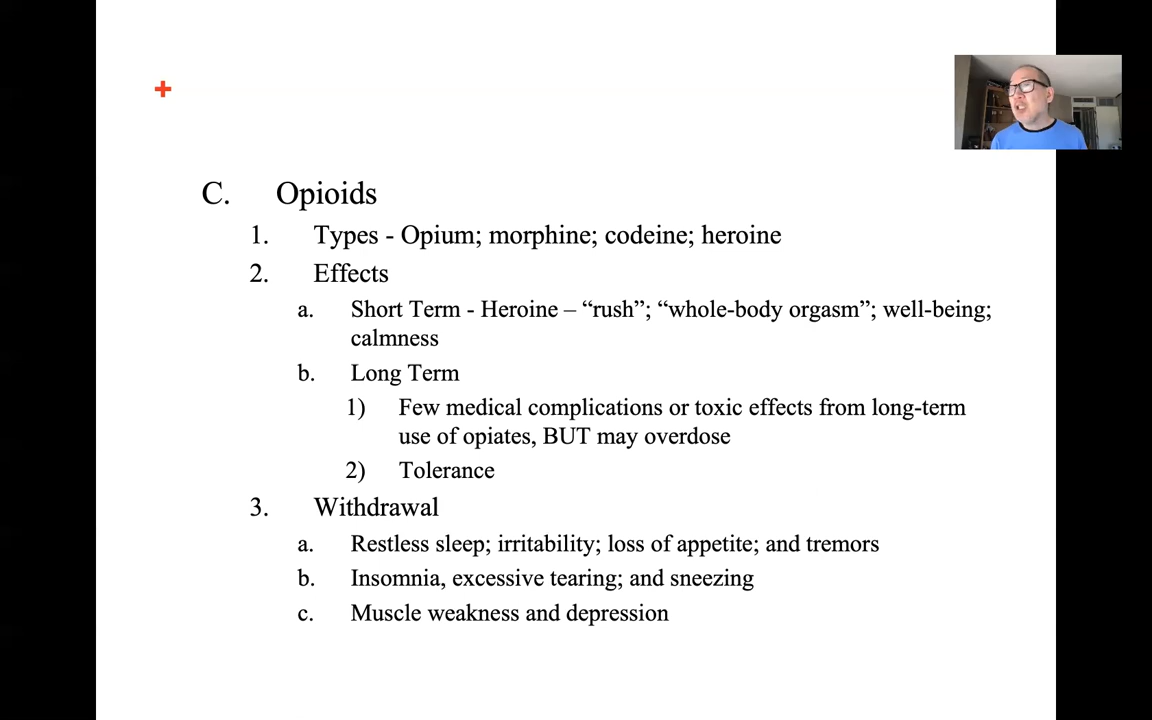 C. Opioids
1. Types - Opium; morphine; codeine; heroine
2. Effects
a. Short Term - Heroine – “rush”; “whole-body orgasm”; well-being;
calmness
b. Long Term
1) Few medical complications or toxic effects from long-term
use of opiates, BUT may overdose
2) Tolerance
3. Withdrawal
a. Restless sleep; irritability; loss of appetite; and tremors
b. Insomnia, excessive tearing; and sneezing
c. Muscle weakness and depression